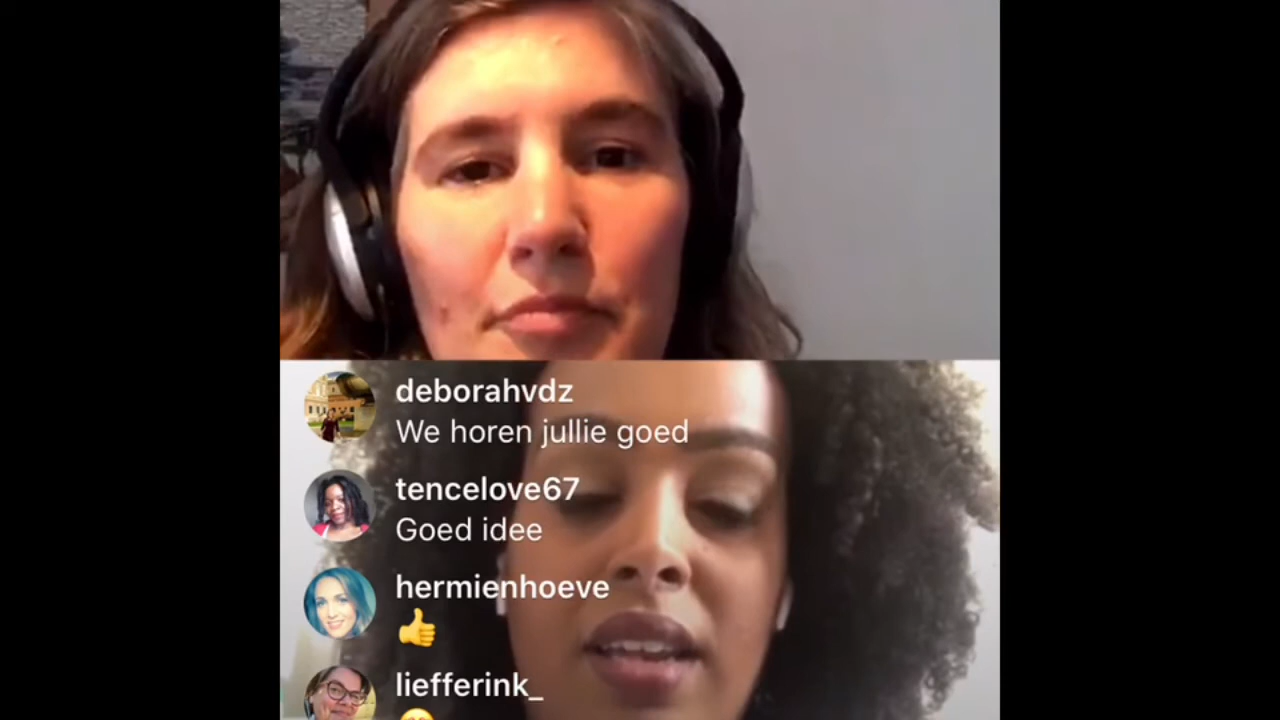 deborahvdz
We horen jullie goed
tencelove67
Goed idee
hermienhoeve
👍
liefferink_